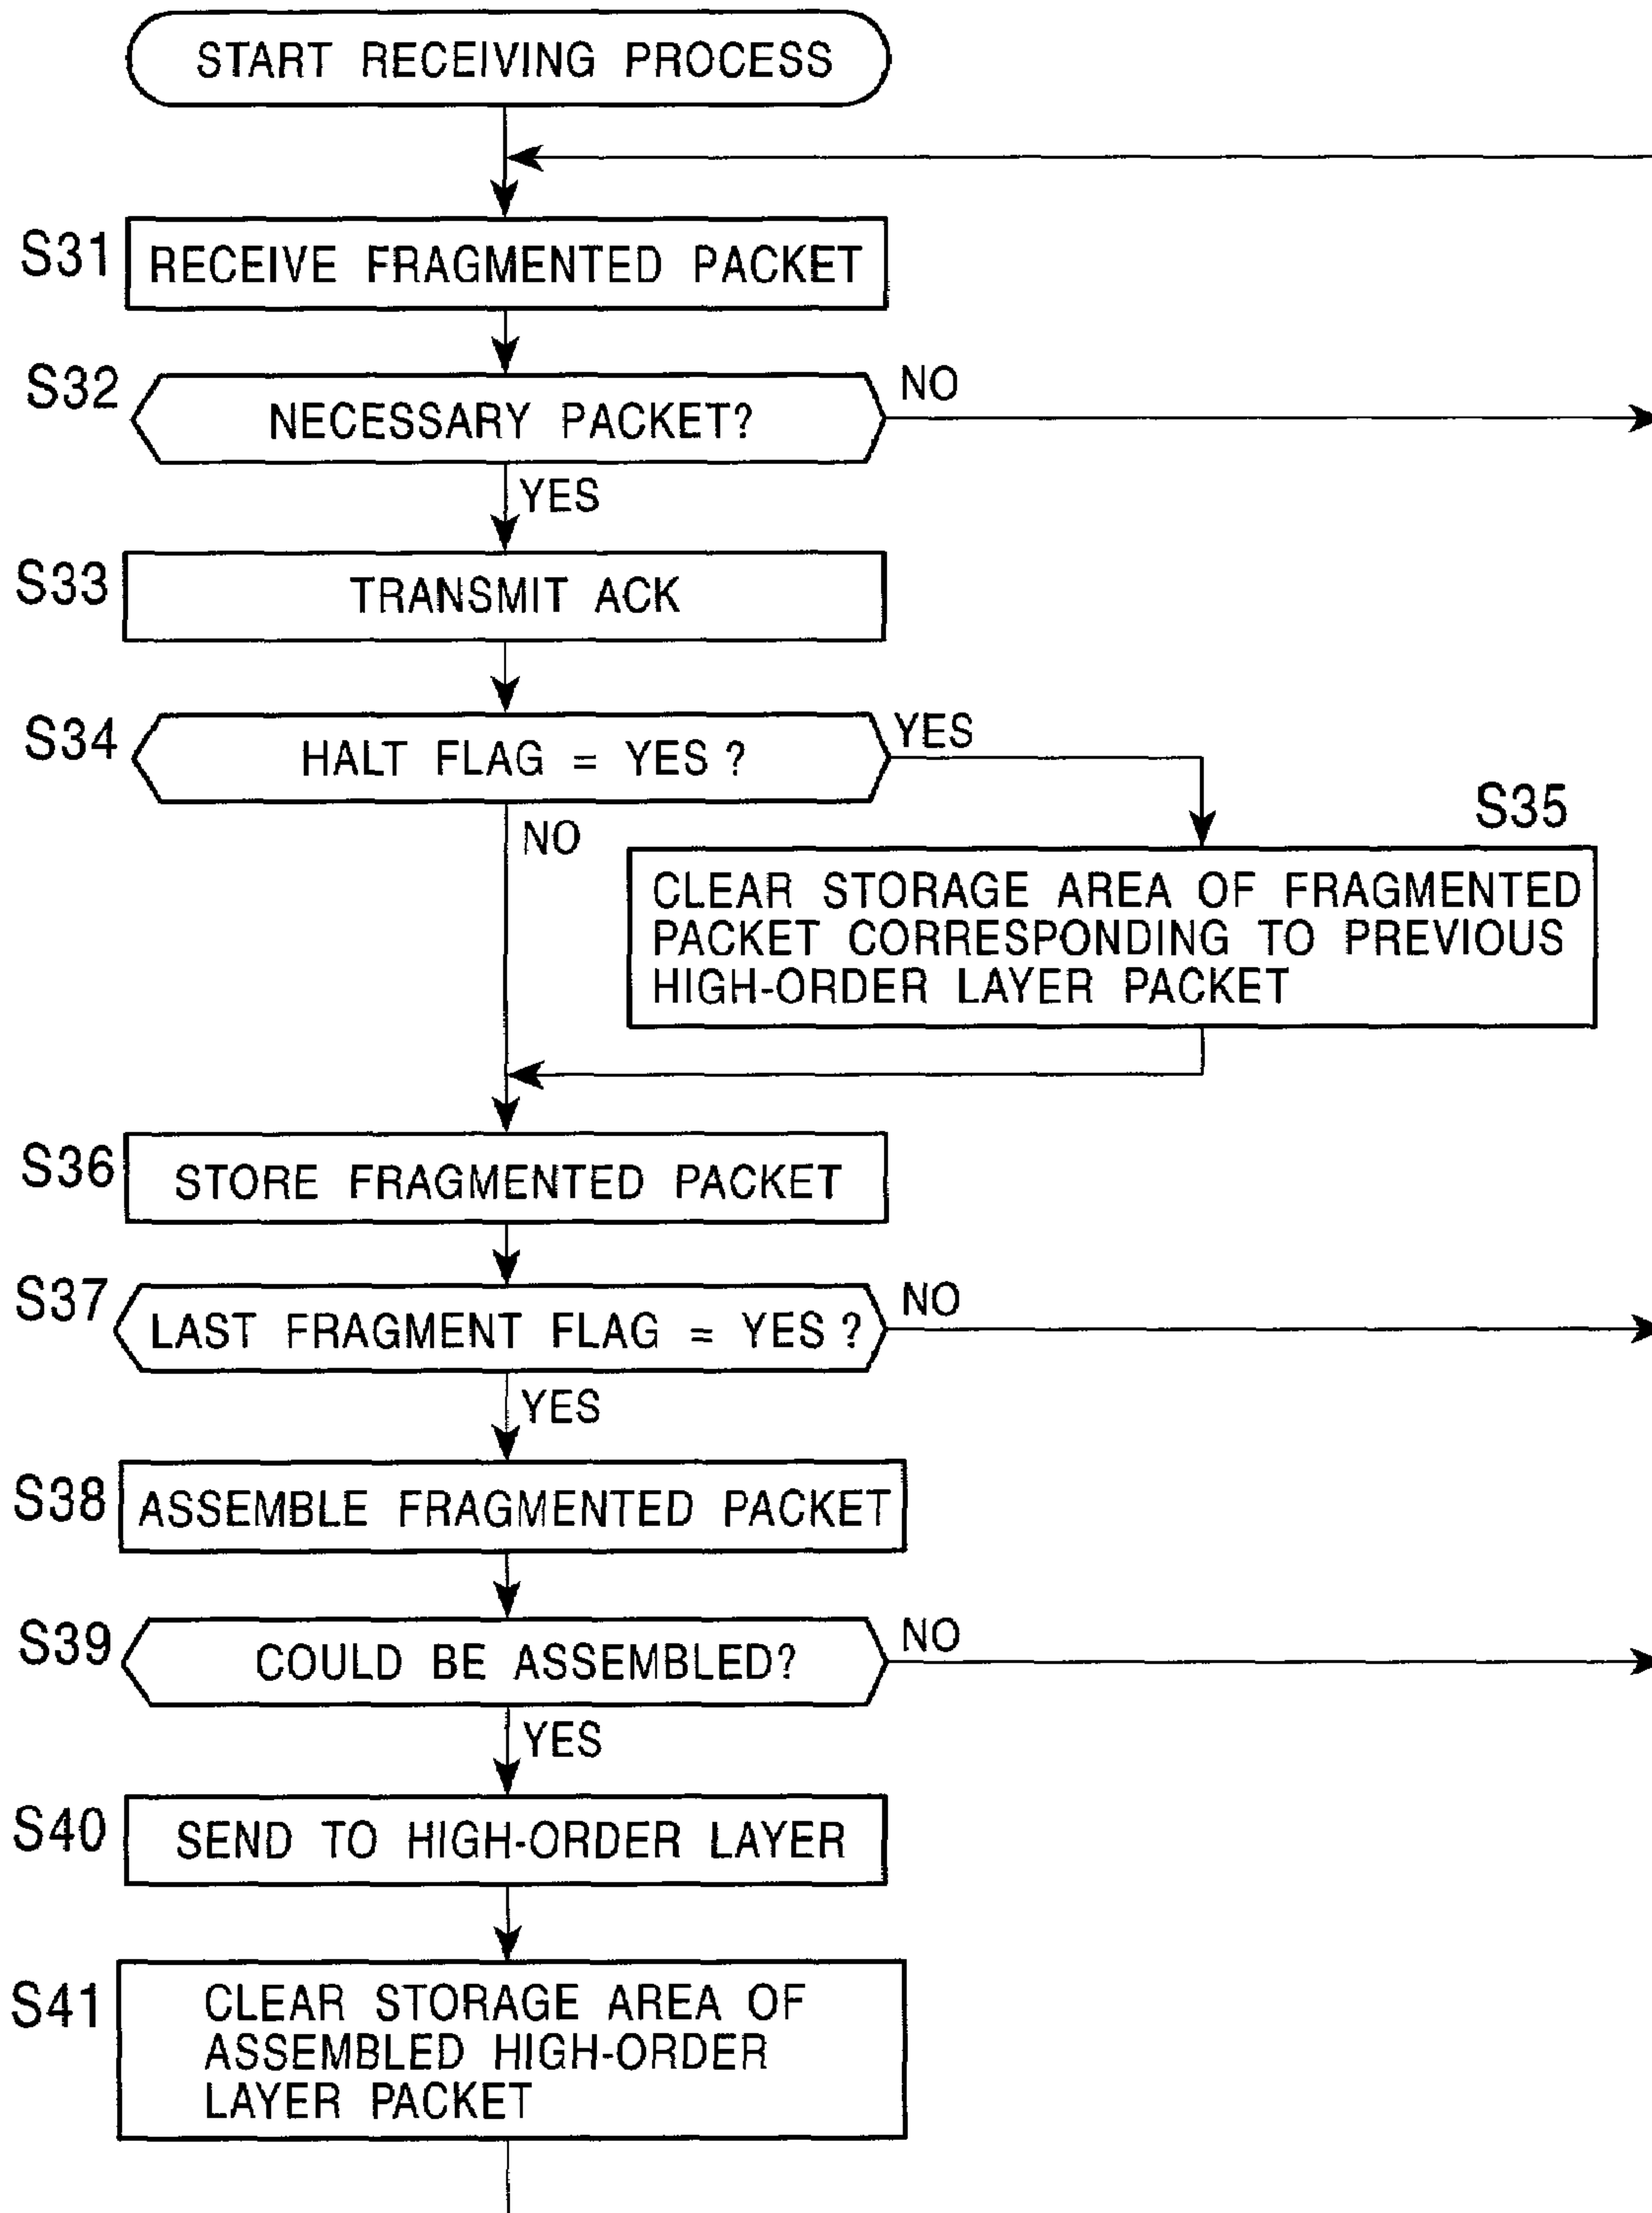 START RECEIVING PROCESS
S31
RECEIVE FRAGMENTED PACKET
S32
NECESSARY PACKET?
NO
YES
S33
TRANSMIT ACK
S34
HALT FLAG = YES ?
YES
NO
S35
CLEAR STORAGE AREA OF FRAGMENTED
PACKET CORRESPONDING TO PREVIOUS
HIGH-ORDER LAYER PACKET
S36
STORE FRAGMENTED PACKET
S37
LAST FRAGMENT FLAG = YES ?
NO
YES
S38
ASSEMBLE FRAGMENTED PACKET
S39
COULD BE ASSEMBLED?
NO
YES
S40
SEND TO HIGH-ORDER LAYER
S41
CLEAR STORAGE AREA OF
ASSEMBLED HIGH-ORDER
LAYER PACKET